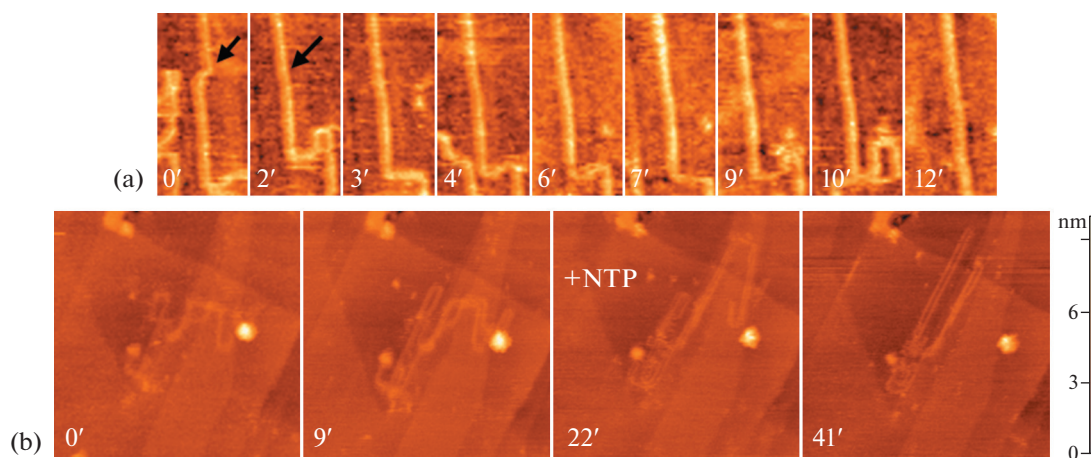 (a) 0′ 2′ 3′ 4′ 6′ 7′ 9′ 10′ 12′
nm
+NTP
6
3
(b) 0′ 9′ 22′ 41′ 0